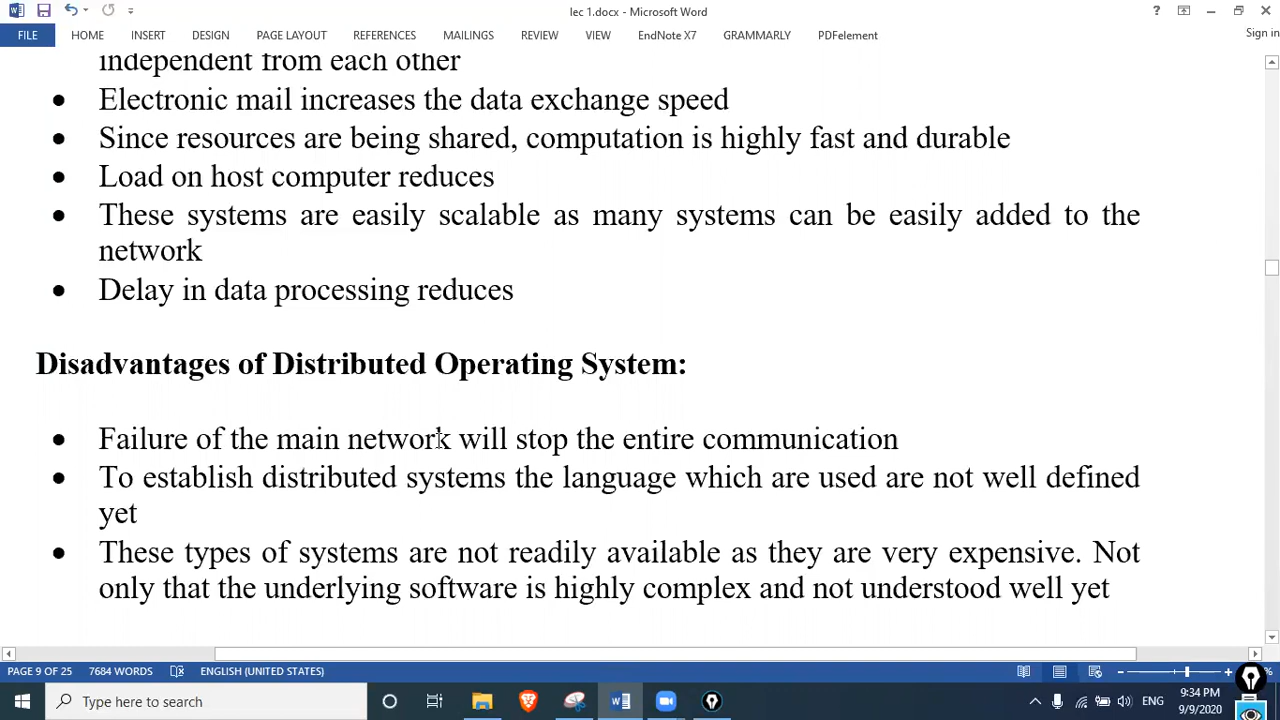 lec 1.docx - Microsoft Word
?
Sign in
FILE HOME INSERT DESIGN PAGE LAYOUT REFERENCES MAILINGS REVIEW VIEW EndNote X7 GRAMMARLY PDFelement
independent from each other
• Electronic mail increases the data exchange speed
• Since resources are being shared, computation is highly fast and durable
• Load on host computer reduces
• These systems are easily scalable as many systems can be easily added to the
network
• Delay in data processing reduces
Disadvantages of Distributed Operating System:
• Failure of the main network will stop the entire communication
• To establish distributed systems the language which are used are not well defined
yet
• These types of systems are not readily available as they are very expensive. Not
only that the underlying software is highly complex and not understood well yet
PAGE 9 OF 25 7684 WORDS ENGLISH (UNITED STATES)
Type here to search
ENG
9:34 PM
9/9/2020